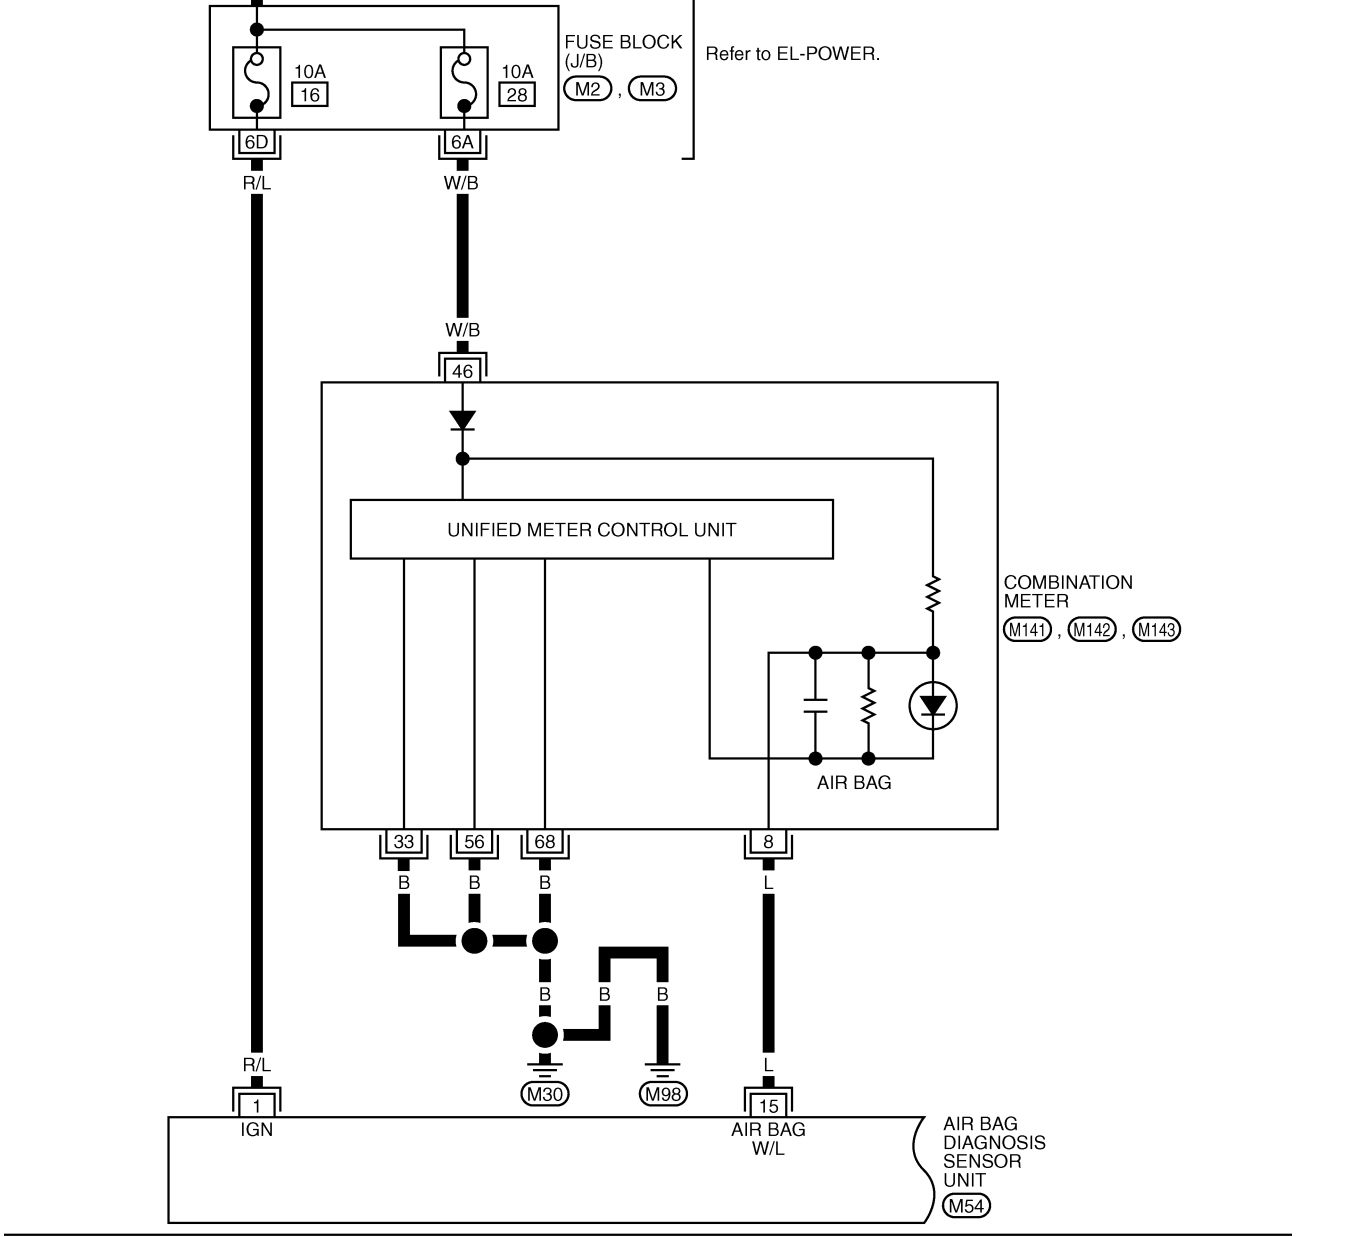 FUSE BLOCK
(J/B)
M2 , M3
Refer to EL-POWER.
10A
16
10A
28
6D
6A
R/L
W/B
W/B
46
UNIFIED METER CONTROL UNIT
COMBINATION
METER
M141 , M142 , M143
AIR BAG
33
56
68
8
B
B
B
L
B
B
B
R/L
L
M30
M98
1
15
IGN
AIR BAG
W/L
AIR BAG
DIAGNOSIS
SENSOR
UNIT
M54